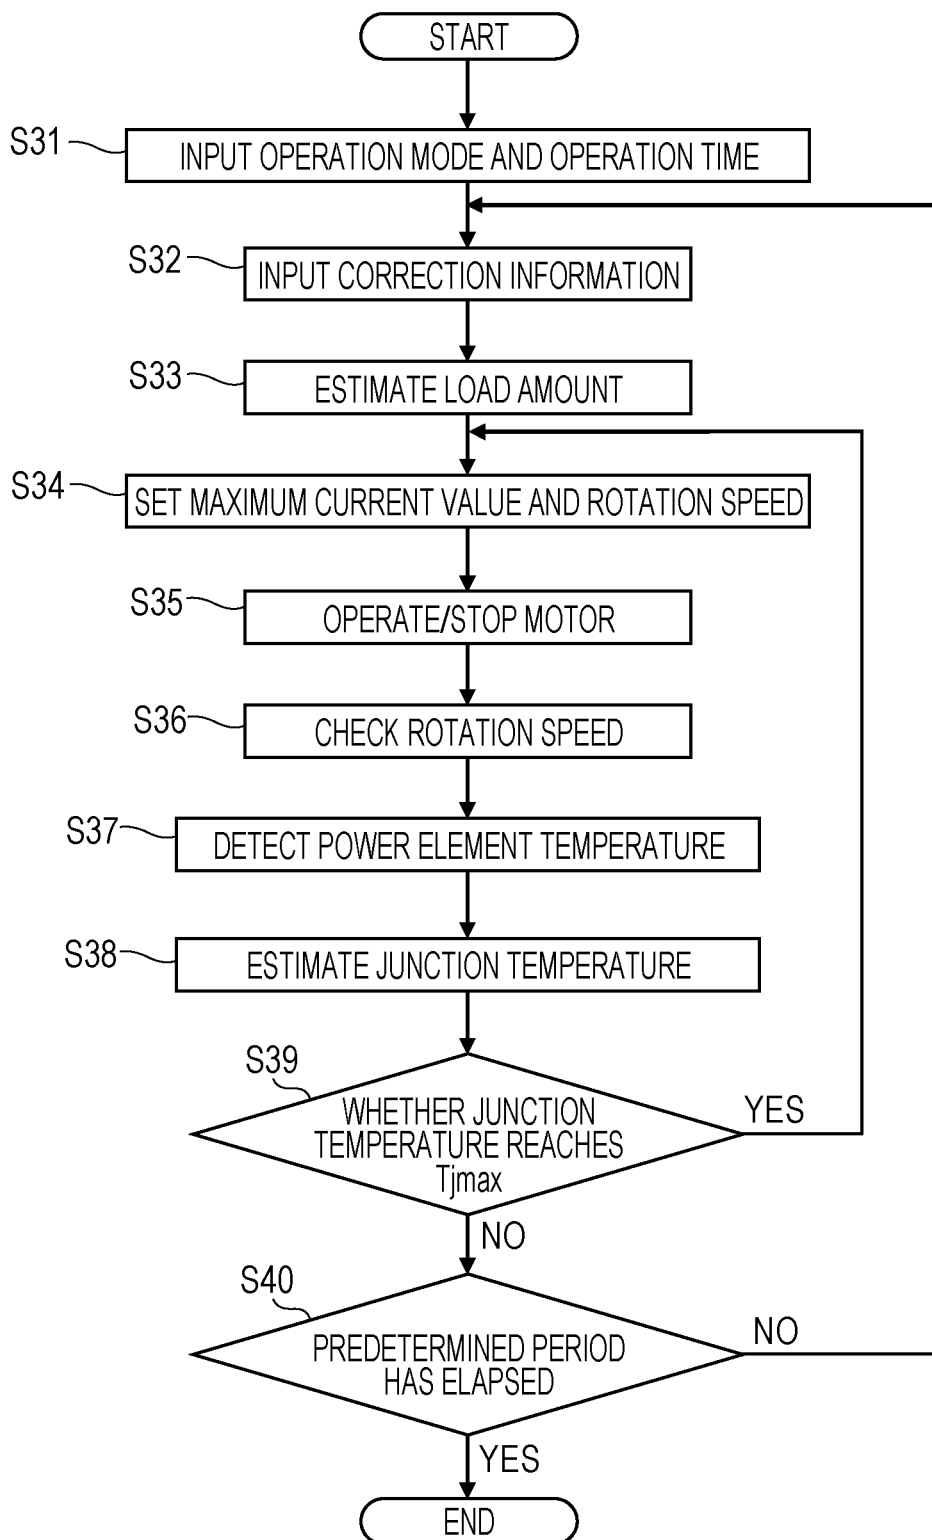 START
S31
INPUT OPERATION MODE AND OPERATION TIME
S32
INPUT CORRECTION INFORMATION
S33
ESTIMATE LOAD AMOUNT
S34
SET MAXIMUM CURRENT VALUE AND ROTATION SPEED
S35
OPERATE/STOP MOTOR
S36
CHECK ROTATION SPEED
S37
DETECT POWER ELEMENT TEMPERATURE
S38
ESTIMATE JUNCTION TEMPERATURE
S39
WHETHER JUNCTION
TEMPERATURE REACHES
Tjmax
YES
NO
S40
PREDETERMINED PERIOD
HAS ELAPSED
NO
YES
END